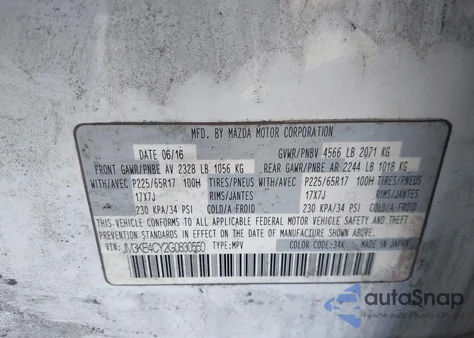 MFD. BY MAZDA MOTOR CORPORATION.
DATE 06/16 GVWR/PNBV 4566 LB 2071 KG
FRONT GAWR/PNBE AV 2328 LB 1056 KG REAR GAWR/PNBE AR 2244 LB 1018 KG
WITH/AVEC P225/65R17 100H TIRES/PNEUS WITH/AVEC P225/65R17 100H TIRES/PNEUS
17X7J 17X7J
230 KPA/34 PSI COLD/A FROID 230 KPA/34 PSI COLD/A FROID
THIS VEHICLE CONFORMS TO ALL APPLICABLE FEDERAL MOTOR VEHICLE SAFETY AND THEFT
PREVENTION STANDARDS IN EFFECT ON THE DATE OF MANUFACTURE SHOWN ABOVE.
VIN: JM3KE4CY2G0830550 TYPE:MPV COLOR CODE:34K MADE IN JAPAN
autoSnap